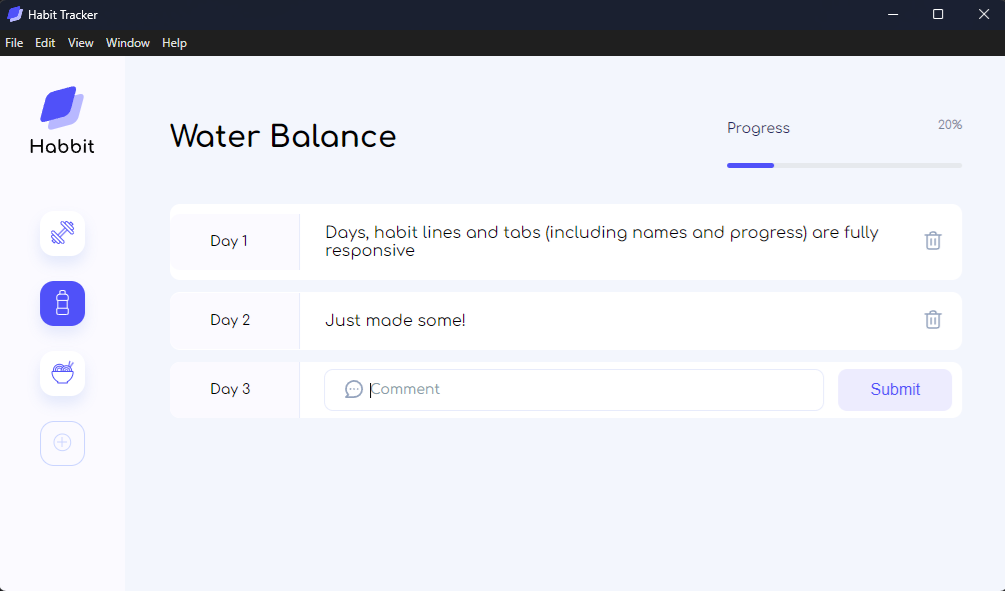 Habit Tracker
File Edit View Window Help
Habbit
Water Balance
Progress
20%
Day 1
Days, habit lines and tabs (including names and progress) are fully
responsive
Day 2
Just made some!
Day 3
Comment
Submit